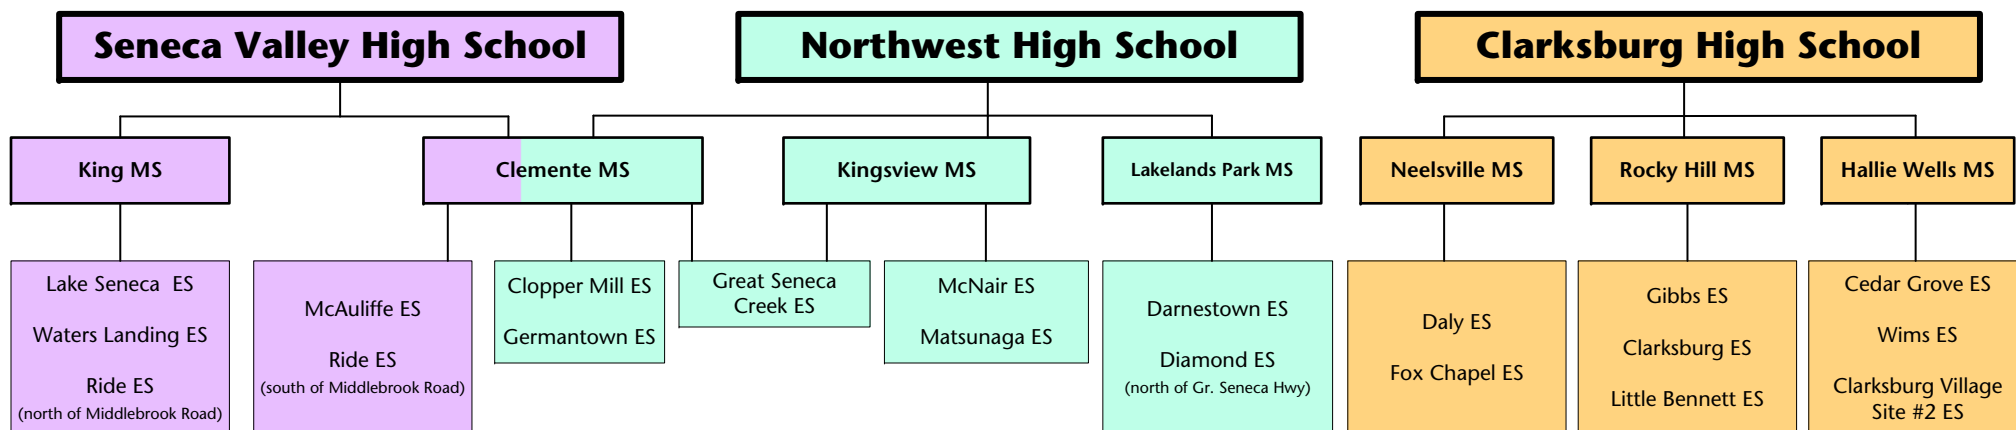 Seneca Valley High School
Northwest High School
Clarksburg High School
King MS
Clemente MS
Kingsview MS
Lakelands Park MS
Neelsville MS
Rocky Hill MS
Hallie Wells MS
Lake Seneca ES
Waters Landing ES
Ride ES
(north of Middlebrook Road)
McAuliffe ES
Ride ES
(south of Middlebrook Road)
Clopper Mill ES
Germantown ES
Great Seneca
Creek ES
McNair ES
Matsunaga ES
Darnestown ES
Diamond ES
(north of Gr. Seneca Hwy)
Daly ES
Fox Chapel ES
Gibbs ES
Clarksburg ES
Little Bennett ES
Cedar Grove ES
Wims ES
Clarksburg Village
Site #2 ES